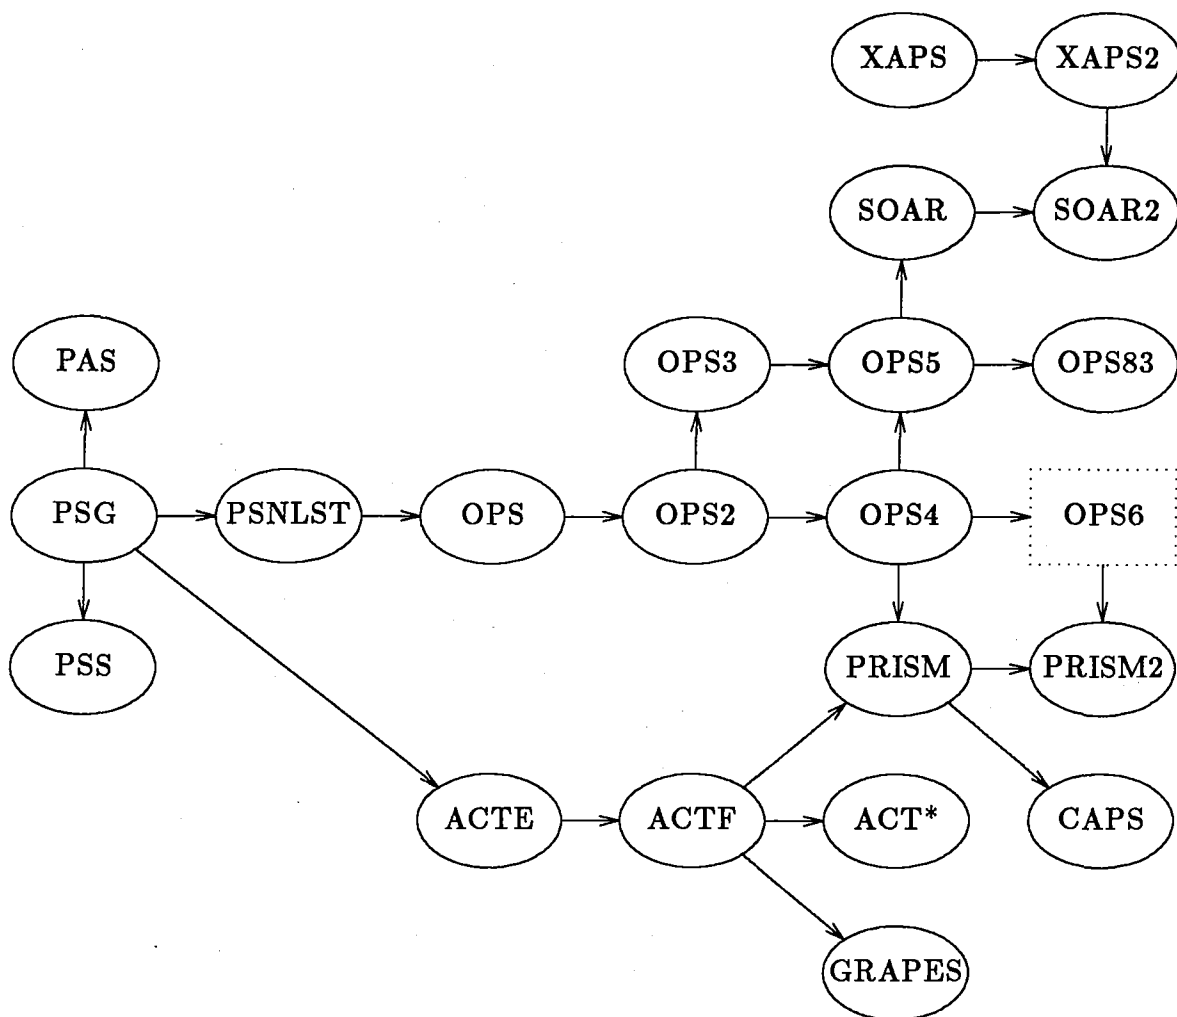 XAPS XAPS2
SOAR SOAR2
PAS OPS3 OPS5 OPS83
PSG PSNLST OPS OPS2 OPS4 OPS6
PSS PRISM PRISM2
ACTE ACTF ACT* CAPS
GRAPES